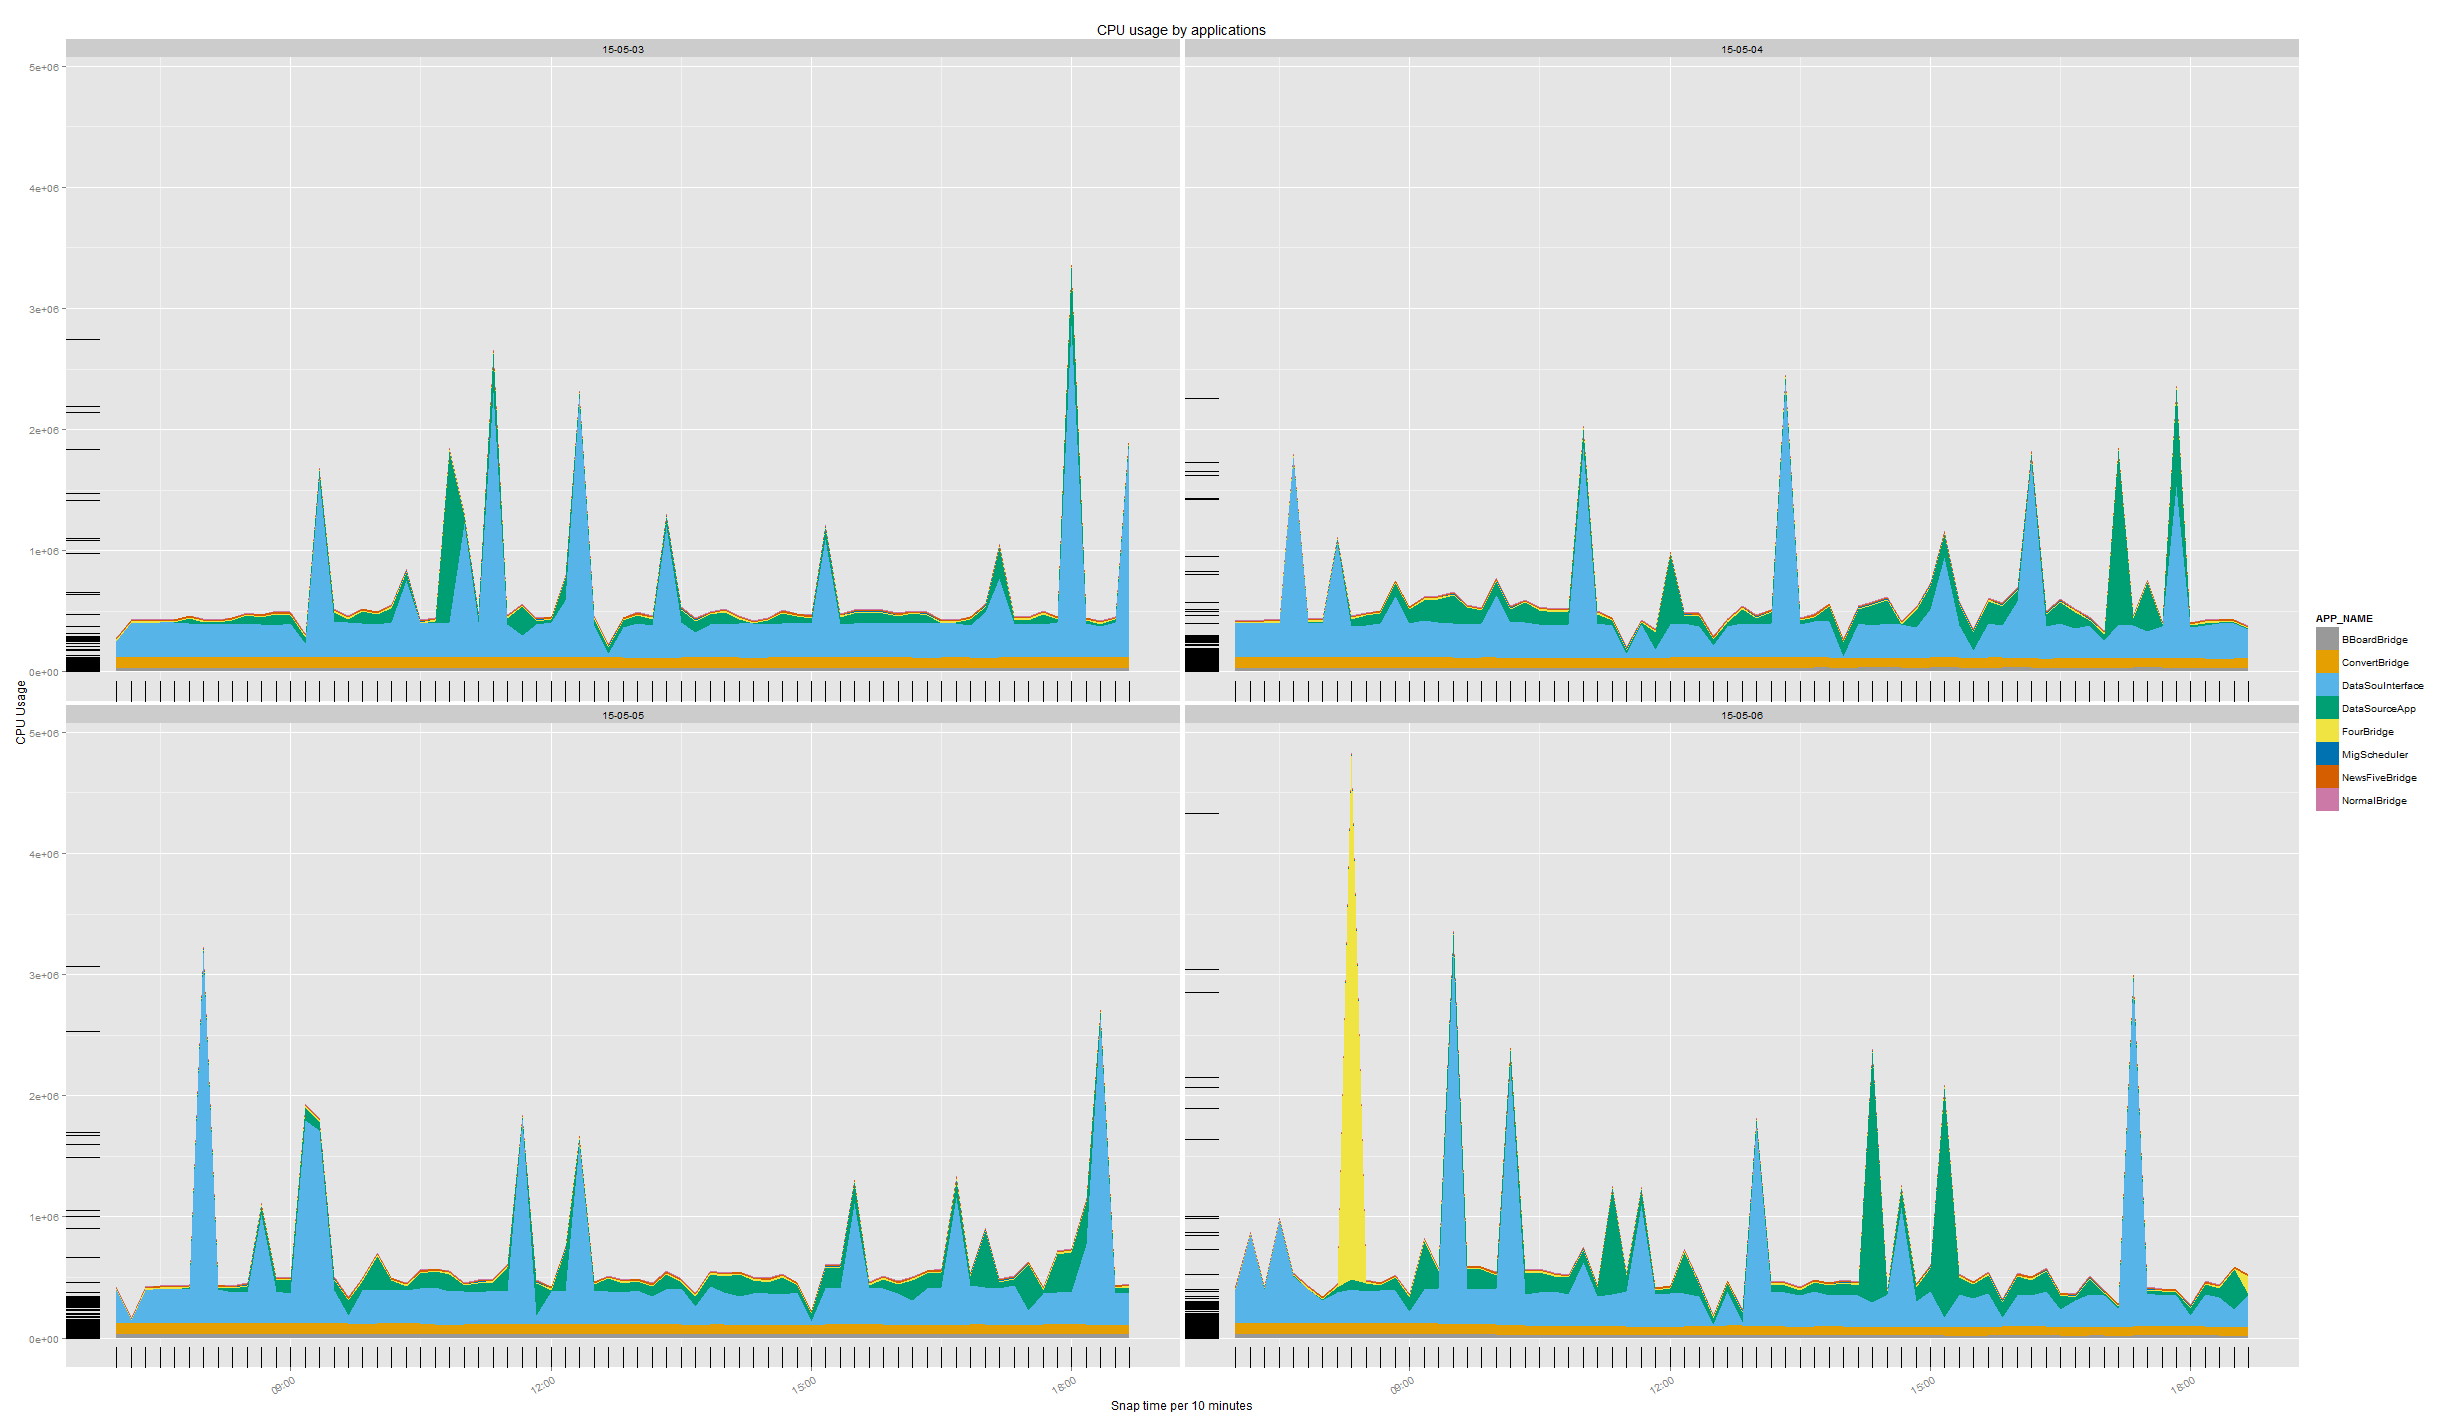 CPU usage by applications
15-05-03
15-05-04
5e+06
4e+06
3e+06
2e+06
1e+06
0e+00
15-05-05
15-05-06
5e+06
4e+06
3e+06
2e+06
1e+06
0e+00
CPU Usage
09:00
12:00
15:00
18:00
09:00
12:00
15:00
18:00
Snap time per 10 minutes
APP_NAME
BBoardBridge
ConvertBridge
DataSouInterface
DataSourceApp
FourBridge
MigScheduler
NewsFiveBridge
NormalBridge